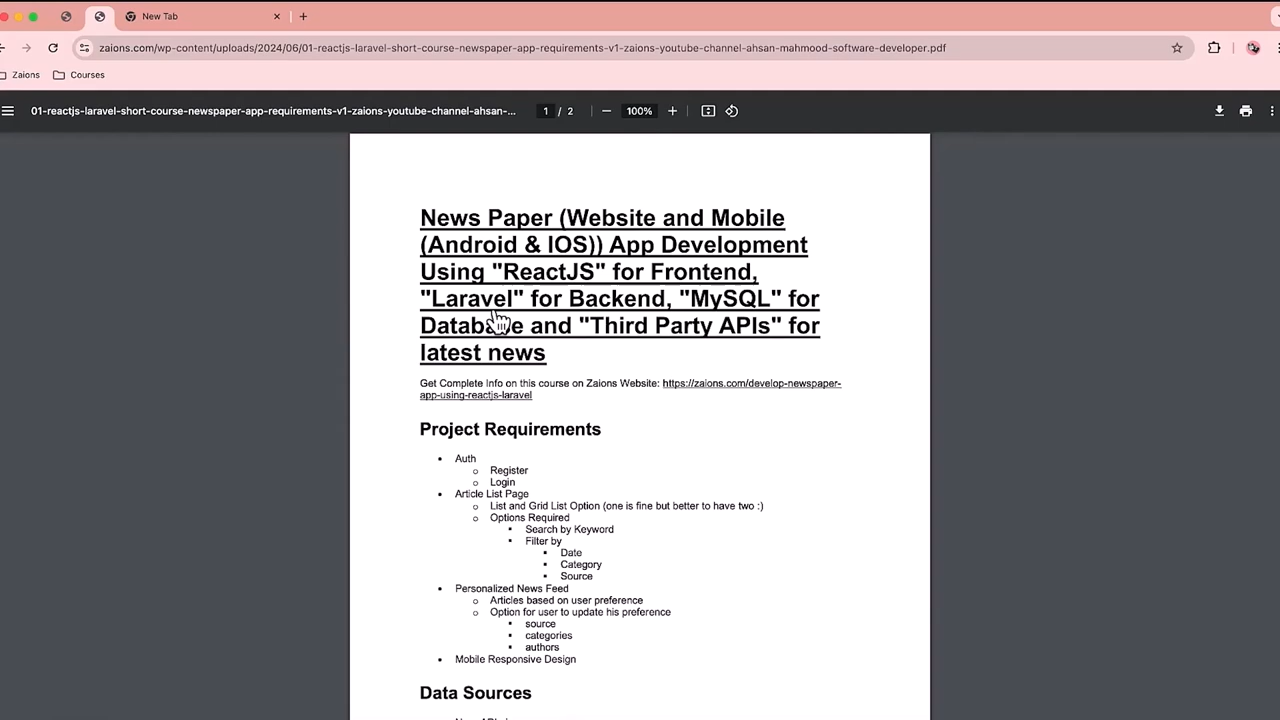 New Tab
zaions.com/wp-content/uploads/2024/06/01-reactjs-laravel-short-course-newspaper-app-requirements-v1-zaions-youtube-channel-ahsan-mahmood-software-developer.pdf
Zaions
Courses
01-reactjs-laravel-short-course-newspaper-app-requirements-v1-zaions-youtube-channel-ahsan-...
1 / 2
100%
News Paper (Website and Mobile
(Android & IOS)) App Development
Using "ReactJS" for Frontend,
"Laravel" for Backend, "MySQL" for
Database and "Third Party APIs" for
latest news
Get Complete Info on this course on Zaions Website: https://zaions.com/develop-newspaper-
app-using-reactjs-laravel
Project Requirements
• Auth
o Register
o Login
• Article List Page
o List and Grid List Option (one is fine but better to have two :)
o Options Required
▪ Search by Keyword
▪ Filter by
▪ Date
▪ Category
▪ Source
• Personalized News Feed
o Articles based on user preference
o Option for user to update his preference
▪ source
▪ categories
▪ authors
• Mobile Responsive Design
Data Sources